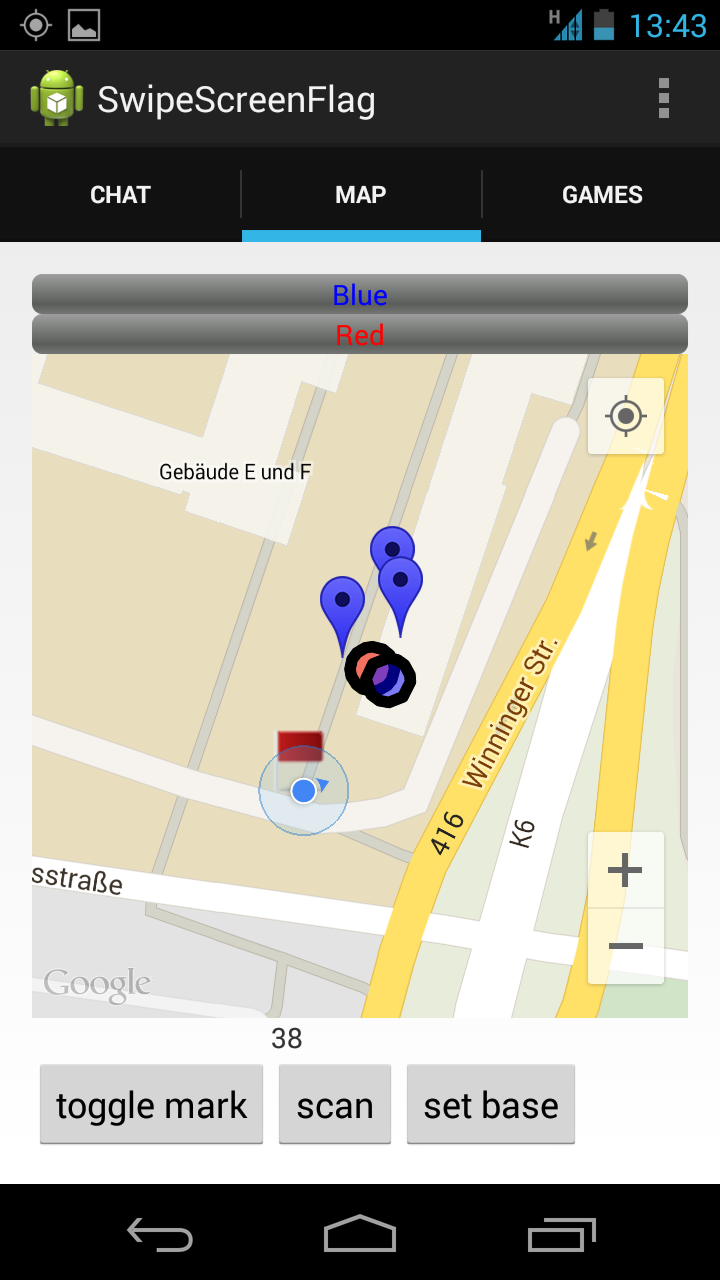 H
13:43
SwipeScreenFlag
CHAT
MAP
GAMES
Blue
Red
Gebäude E und F
Winninger Str.
416
K6
sstraße
Google
38
toggle mark
scan
set base